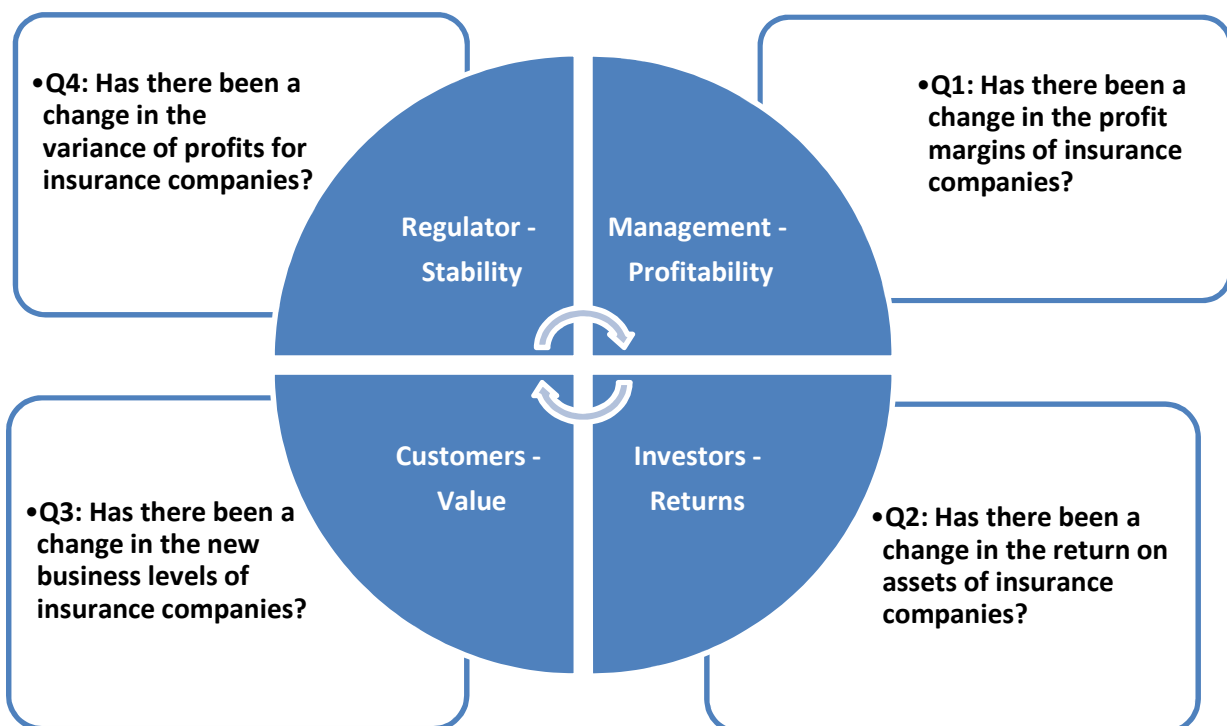 •Q4: Has there been a
change in the
variance of profits for
insurance companies?
•Q1: Has there been a
change in the profit
margins of insurance
companies?
Regulator -
Stability
Management -
Profitability
Customers -
Value
Investors -
Returns
•Q3: Has there been a
change in the new
business levels of
insurance companies?
•Q2: Has there been a
change in the return on
assets of insurance
companies?